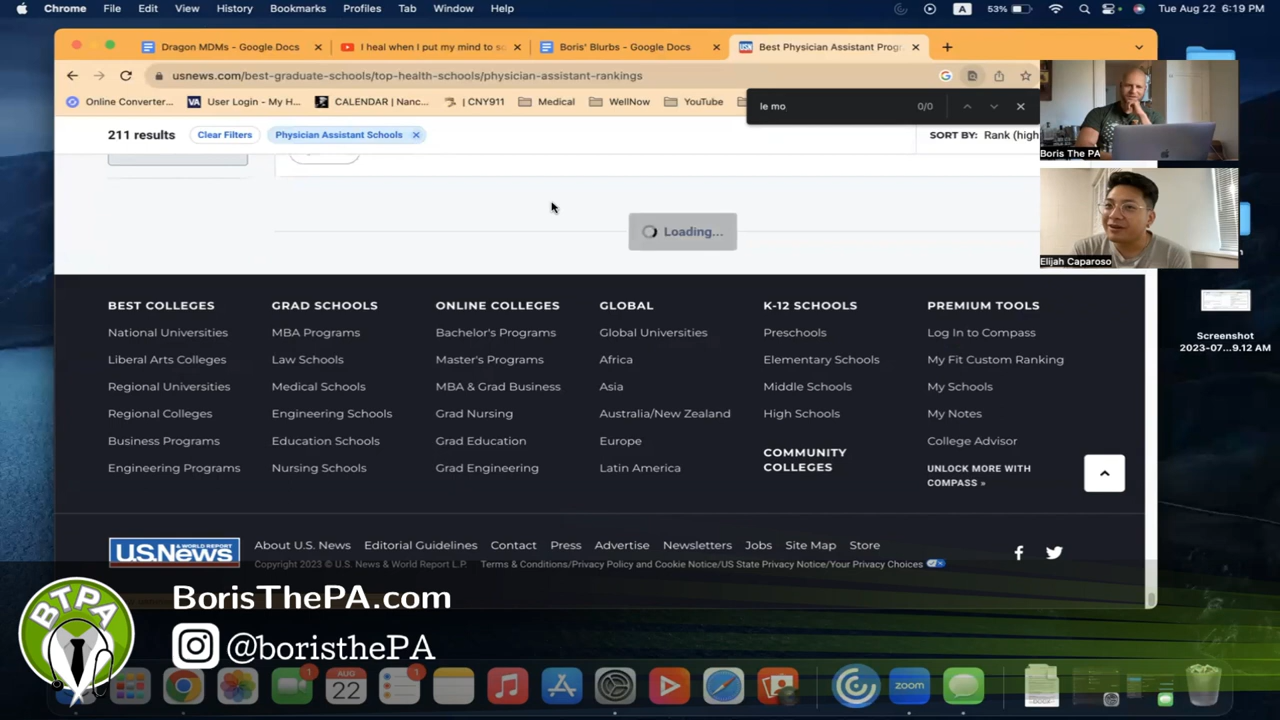 Chrome File Edit View History Bookmarks Profiles Tab Window Help
A 53% Tue Aug 22 6:19 PM
Dragon MDMs - Google Docs
I heal when I put my mind to s
Boris' Blurbs - Google Docs
Best Physician Assistant Prog
usnews.com/best-graduate-schools/top-health-schools/physician-assistant-rankings
Online Converter... User Login - My H... CALENDAR | Nanc... | CNY911 Medical WellNow YouTube
le mo 0/0
211 results Clear Filters Physician Assistant Schools SORT BY: Rank (high
Boris The PA
Elijah Caparoso
Loading...
BEST COLLEGES
National Universities
Liberal Arts Colleges
Regional Universities
Regional Colleges
Business Programs
Engineering Programs
GRAD SCHOOLS
MBA Programs
Law Schools
Medical Schools
Engineering Schools
Education Schools
Nursing Schools
ONLINE COLLEGES
Bachelor's Programs
Master's Programs
MBA & Grad Business
Grad Nursing
Grad Education
Grad Engineering
GLOBAL
Global Universities
Africa
Asia
Australia/New Zealand
Europe
Latin America
K-12 SCHOOLS
Preschools
Elementary Schools
Middle Schools
High Schools
COMMUNITY
COLLEGES
PREMIUM TOOLS
Log In to Compass
My Fit Custom Ranking
My Schools
My Notes
College Advisor
UNLOCK MORE WITH
COMPASS »
Screenshot
2023-07...9.12 AM
U.S.News
& WORLD REPORT
About U.S. News Editorial Guidelines Contact Press Advertise Newsletters Jobs Site Map Store
Copyright 2023 © U.S. News & World Report L.P. Terms & Conditions/Privacy Policy and Cookie Notice/US State Privacy Notice/Your Privacy Choices
BTPA
BorisThePA.com
@boristhePA
AUG
22
zoom